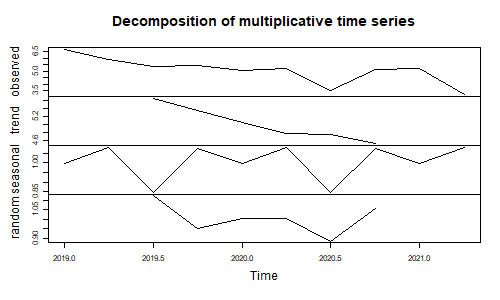 Decomposition of multiplicative time series
observed
6.5
5.0
3.5
trend
5.2
4.6
seasonal
1.00
0.85
random
1.05
0.90
2019.0 2019.5 2020.0 2020.5 2021.0
Time